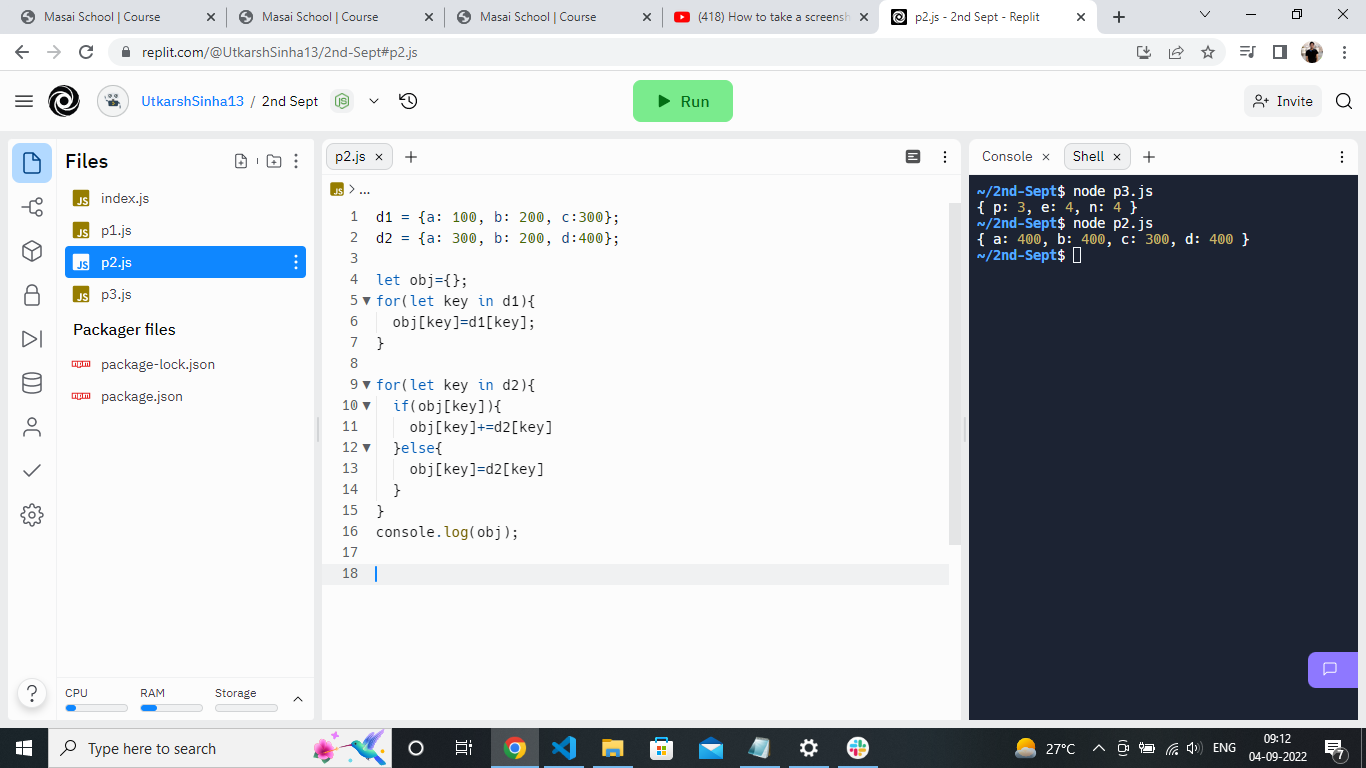 Masai School | Course
Masai School | Course
Masai School | Course
(418) How to take a screensh
p2.js - 2nd Sept - Replit
replit.com/@UtkarshSinha13/2nd-Sept#p2.js
UtkarshSinha13 / 2nd Sept
Run
Invite
Files
index.js
p1.js
p2.js
p3.js
Packager files
package-lock.json
package.json
CPU
RAM
Storage
p2.js
JS > ...
1 d1 = {a: 100, b: 200, c:300};
2 d2 = {a: 300, b: 200, d:400};
3
4 let obj={};
5 for(let key in d1){
6 obj[key]=d1[key];
7 }
8
9 for(let key in d2){
10 if(obj[key]){
11 obj[key]+=d2[key]
12 }else{
13 obj[key]=d2[key]
14 }
15 }
16 console.log(obj);
17
18
Console
Shell
~/2nd-Sept$ node p3.js
{ p: 3, e: 4, n: 4 }
~/2nd-Sept$ node p2.js
{ a: 400, b: 400, c: 300, d: 400 }
~/2nd-Sept$
Type here to search
27°C
ENG
09:12
04-09-2022
7